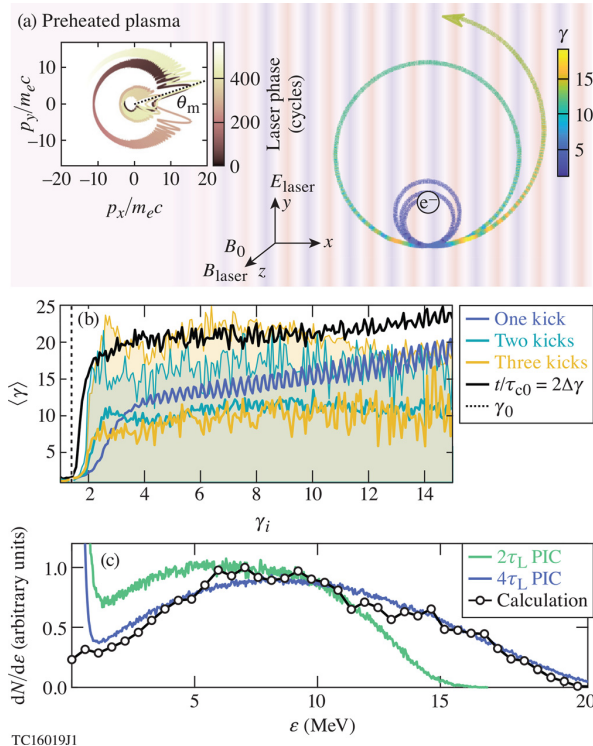 (a) Preheated plasma
p_y/m_ec
10
0
–10
–20 –10 0 10 20
p_x/m_ec
θ_m
400
200
0
Laser phase
(cycles)
γ
15
10
5
e–
E_laser
y
B_0
x
B_laser z
(b)
25
20
15
10
5
⟨γ⟩
2 4 6 8 10 12 14
γ_i
One kick
Two kicks
Three kicks
t/τ_c0 = 2Δγ
γ_0
(c)
dN/dε (arbitrary units)
1.0
0.5
0.0
5 10 15 20
ε (MeV)
2τ_L PIC
4τ_L PIC
Calculation
TC16019J1